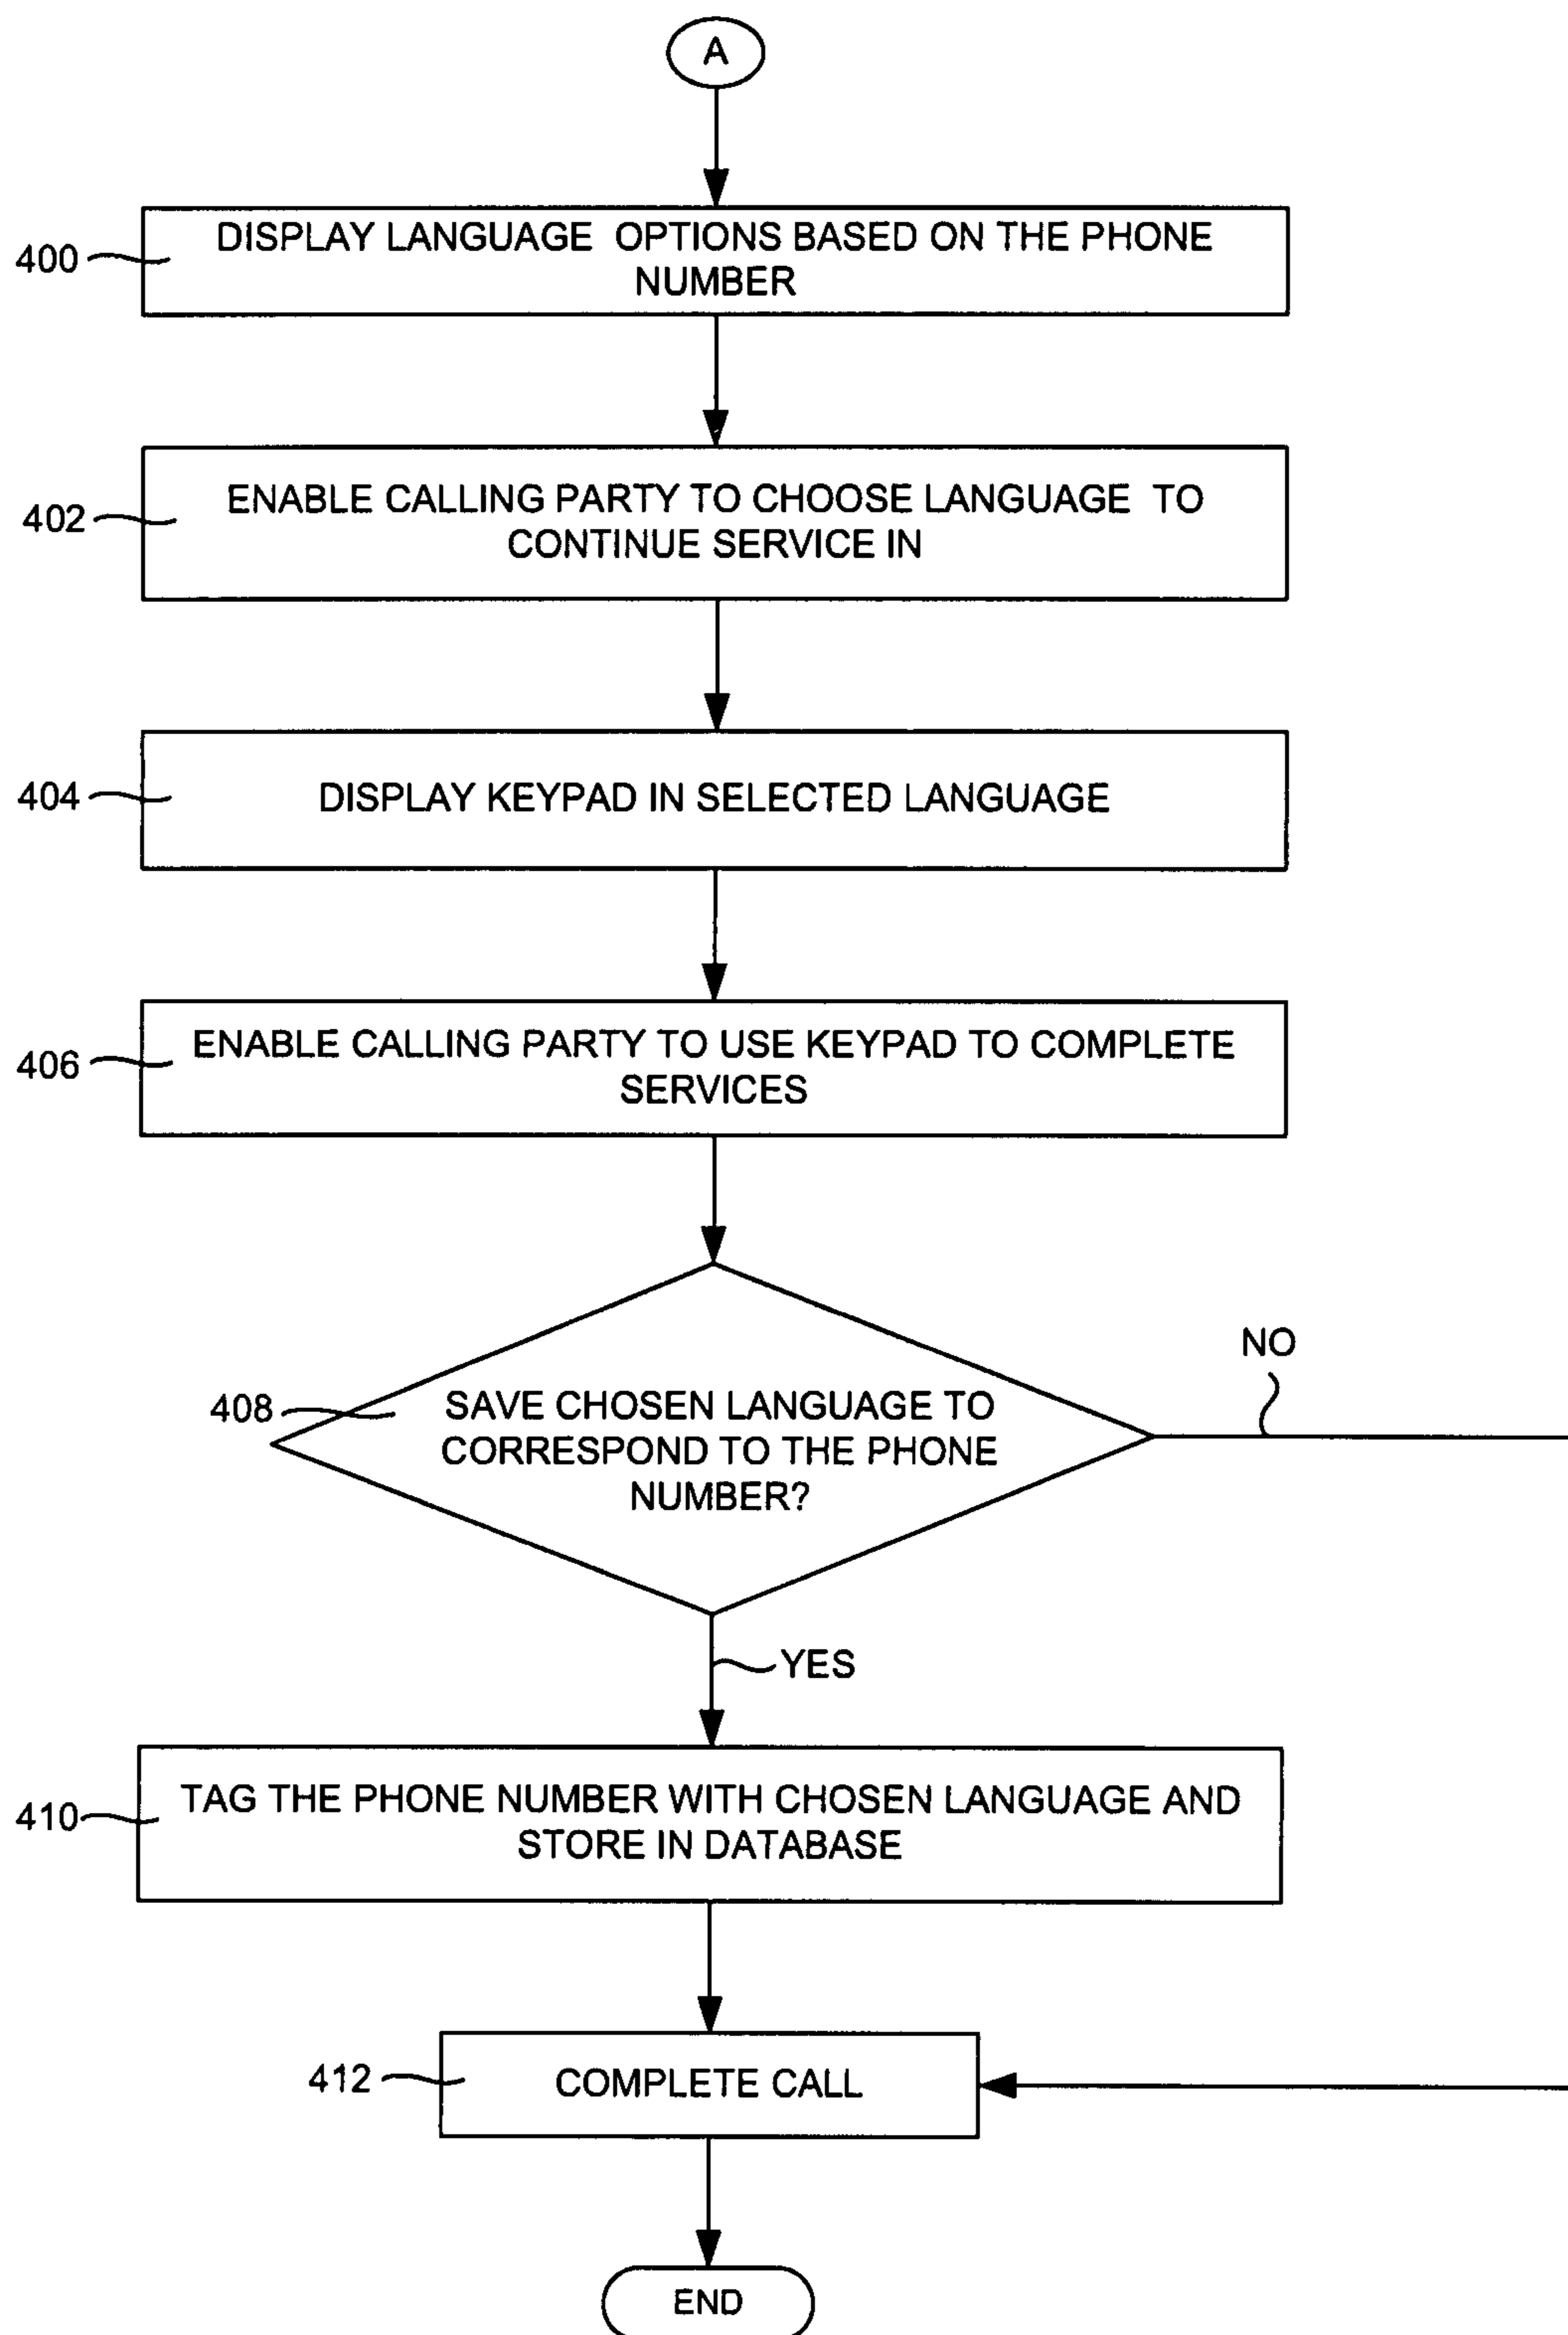 A
400
DISPLAY LANGUAGE OPTIONS BASED ON THE PHONE
NUMBER
402
ENABLE CALLING PARTY TO CHOOSE LANGUAGE TO
CONTINUE SERVICE IN
404
DISPLAY KEYPAD IN SELECTED LANGUAGE
406
ENABLE CALLING PARTY TO USE KEYPAD TO COMPLETE
SERVICES
NO
408
SAVE CHOSEN LANGUAGE TO
CORRESPOND TO THE PHONE
NUMBER?
YES
410
TAG THE PHONE NUMBER WITH CHOSEN LANGUAGE AND
STORE IN DATABASE
412
COMPLETE CALL
END